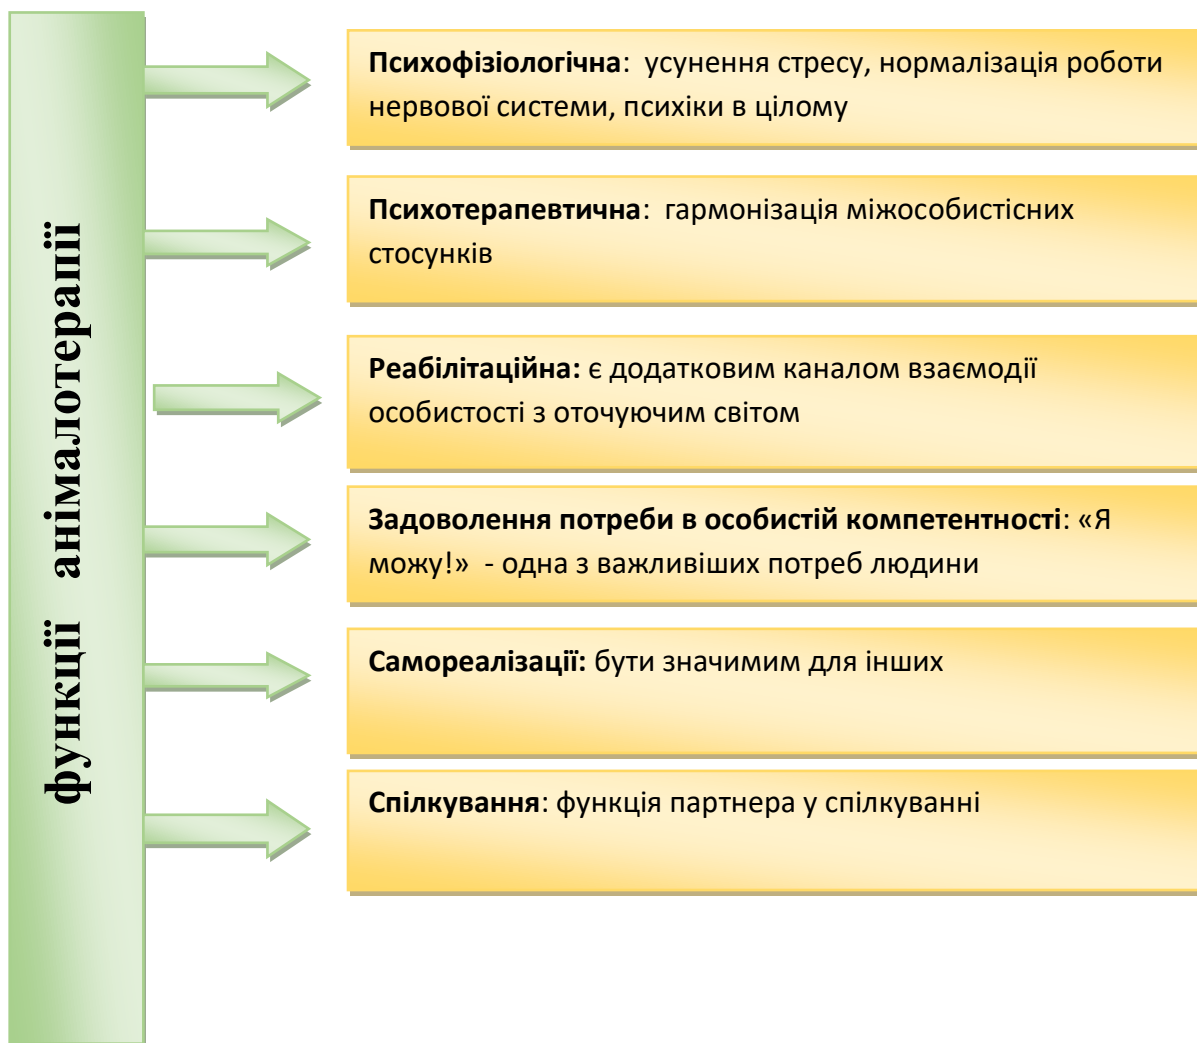 функції анімалотерапії
Психофізіологічна: усунення стресу, нормалізація роботи
нервової системи, психіки в цілому
Психотерапевтична: гармонізація міжособистісних
стосунків
Реабілітаційна: є додатковим каналом взаємодії
особистості з оточуючим світом
Задоволення потреби в особистій компетентності: «Я
можу!» - одна з важливіших потреб людини
Самореалізації: бути значимим для інших
Спілкування: функція партнера у спілкуванні